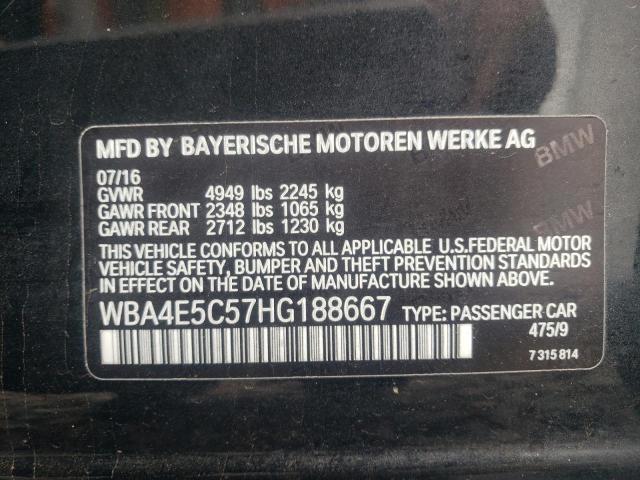 MFD BY BAYERISCHE MOTOREN WERKE AG
07/16
GVWR 4949 lbs 2245 kg
GAWR FRONT 2348 lbs 1065 kg
GAWR REAR 2712 lbs 1230 kg
THIS VEHICLE CONFORMS TO ALL APPLICABLE U.S.FEDERAL MOTOR
VEHICLE SAFETY, BUMPER AND THEFT PREVENTION STANDARDS
IN EFFECT ON THE DATE OF MANUFACTURE SHOWN ABOVE
WBA4E5C57HG188667 TYPE: PASSENGER CAR
475/9
7 315 814
BMW
BMW